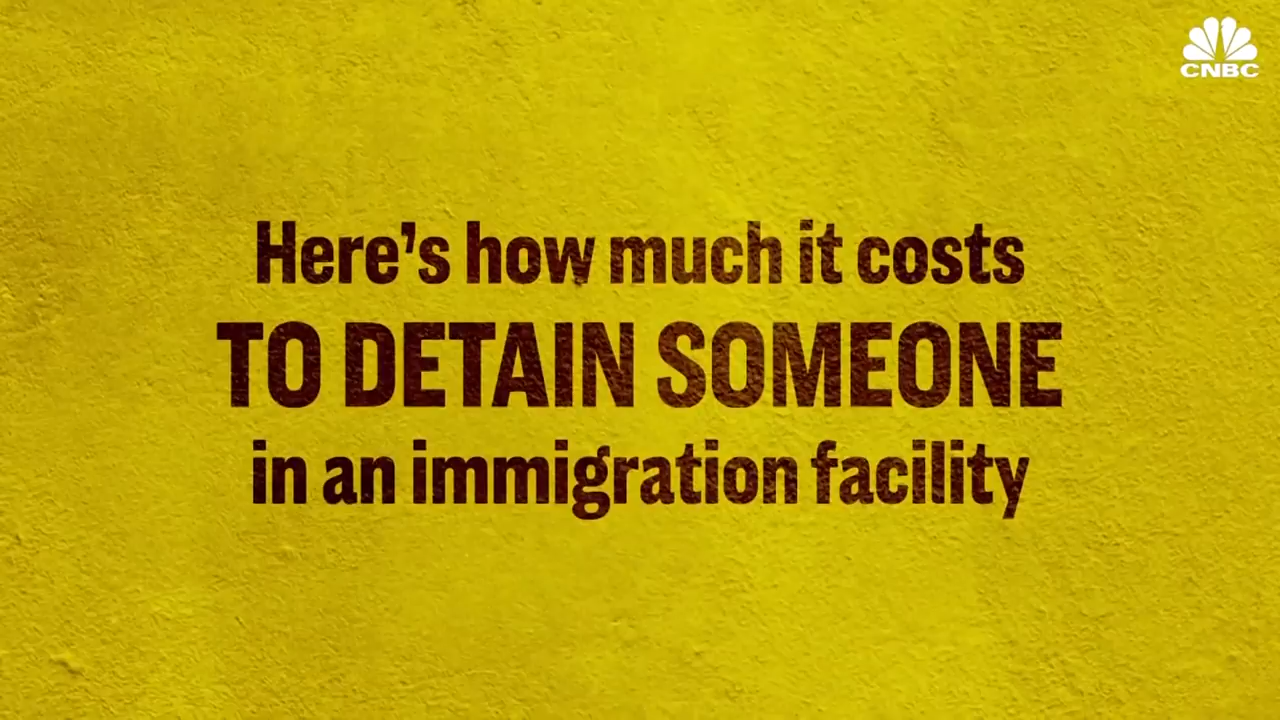 CNBC
Here's how much it costs
TO DETAIN SOMEONE
in an immigration facility